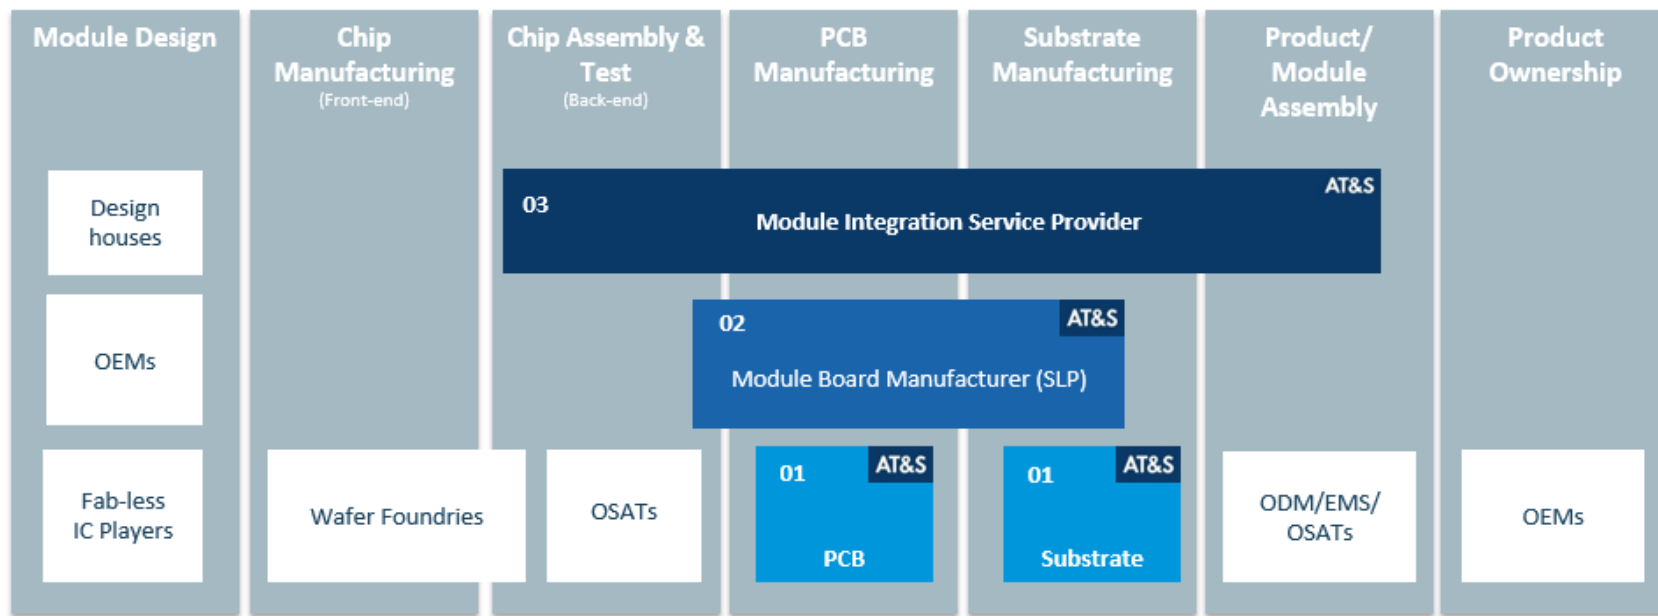 Module Design
Chip
Manufacturing
(Front-end)
Chip Assembly &
Test
(Back-end)
PCB
Manufacturing
Substrate
Manufacturing
Product/
Module
Assembly
Product
Ownership
Design
houses
03
Module Integration Service Provider
AT&S
OEMs
02
AT&S
Module Board Manufacturer (SLP)
Fab-less
IC Players
Wafer Foundries
OSATs
01
AT&S
PCB
01
AT&S
Substrate
ODM/EMS/
OSATs
OEMs